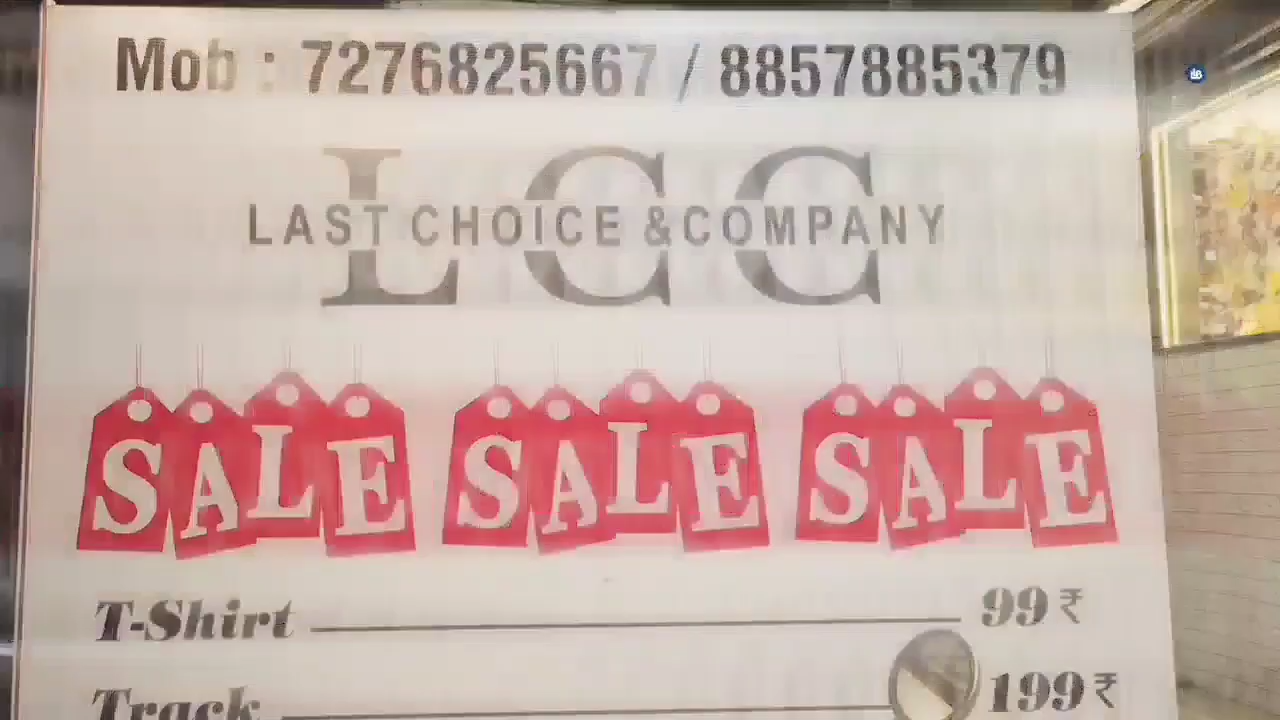 Mob : 7276825667 / 8857885379
LCC
LAST CHOICE &COMPANY
SALE SALE SALE
T-Shirt 99 ₹
Track 199 ₹